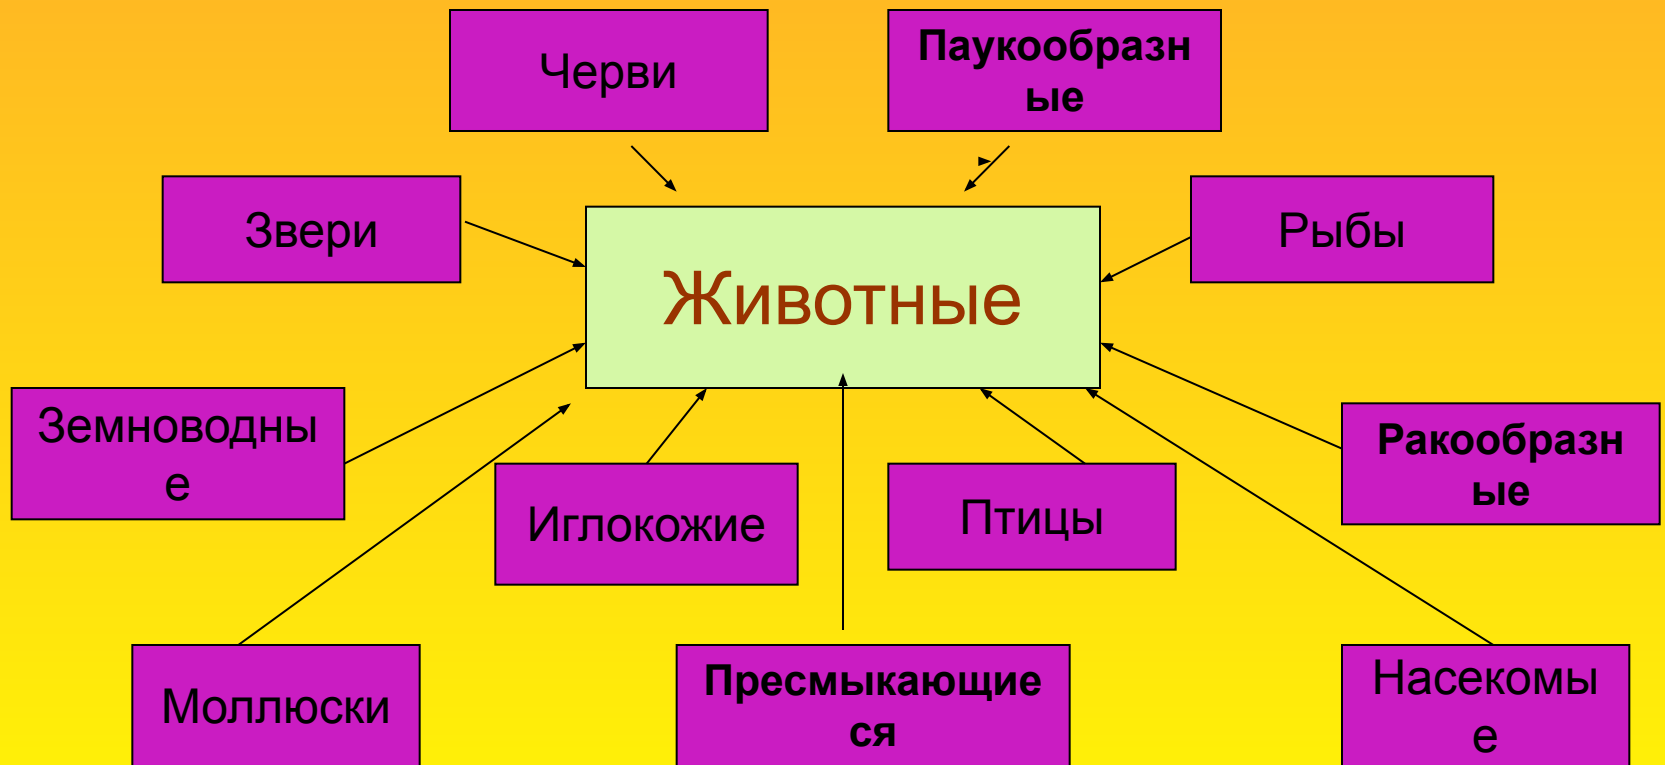 Черви
Паукообразн
ые
Звери
Рыбы
Животные
Земноводны
е
Ракообразн
ые
Иглокожие
Птицы
Моллюски
Пресмыкающие
ся
Насекомы
е